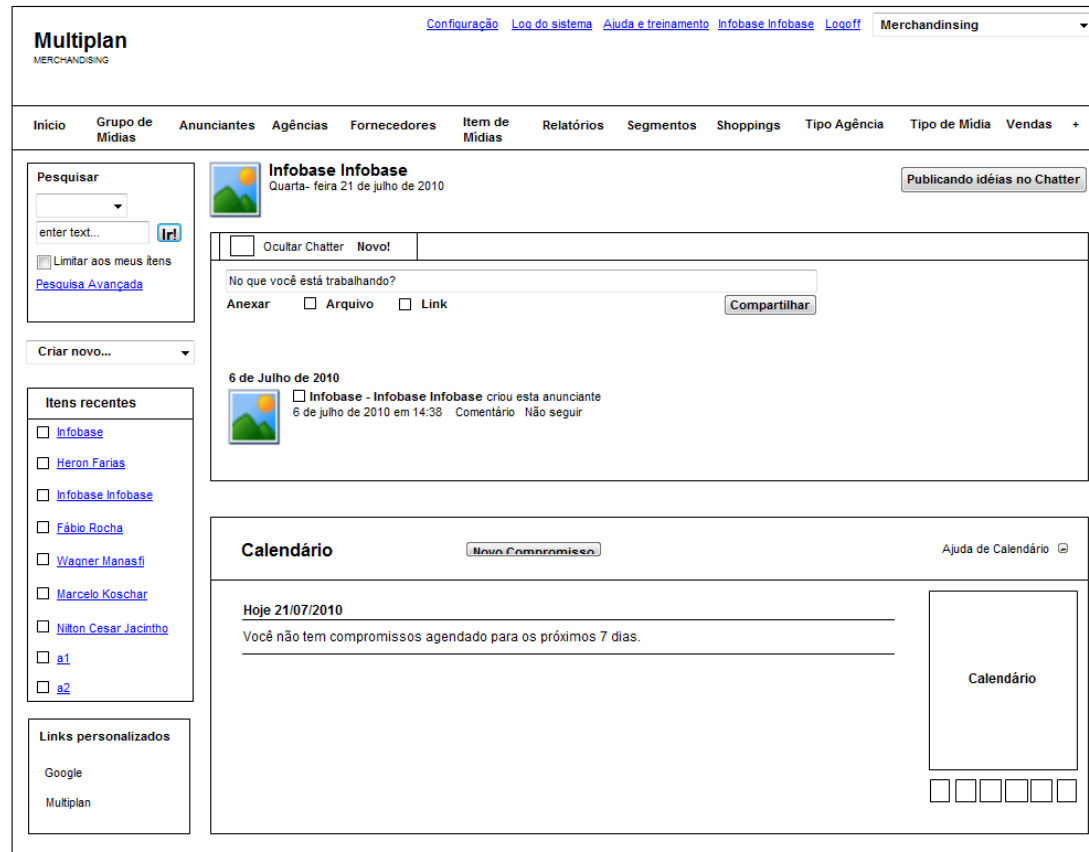 Configuração Log do sistema Ajuda e treinamento Infobase Infobase Logoff Merchandinsing
Multiplan
MERCHANDISING
Início Grupo de Mídias Anunciantes Agências Fornecedores Item de Mídias Relatórios Segmentos Shoppings Tipo Agência Tipo de Mídia Vendas +
Pesquisar
enter text... Ir!
Limitar aos meus ítens
Pesquisa Avançada
Criar novo...
Itens recentes
Infobase
Heron Farias
Infobase Infobase
Fábio Rocha
Wagner Manasfi
Marcelo Koschar
Nilton Cesar Jacintho
a1
a2
Links personalizados
Google
Multiplan
Infobase Infobase
Quarta- feira 21 de julho de 2010
Publicando idéias no Chatter
Ocultar Chatter Novo!
No que você está trabalhando?
Anexar Arquivo Link Compartilhar
6 de Julho de 2010
Infobase - Infobase Infobase criou esta anunciante
6 de julho de 2010 em 14:38 Comentário Não seguir
Calendário Novo Compromisso Ajuda de Calendário
Hoje 21/07/2010
Você não tem compromissos agendado para os próximos 7 dias.
Calendário